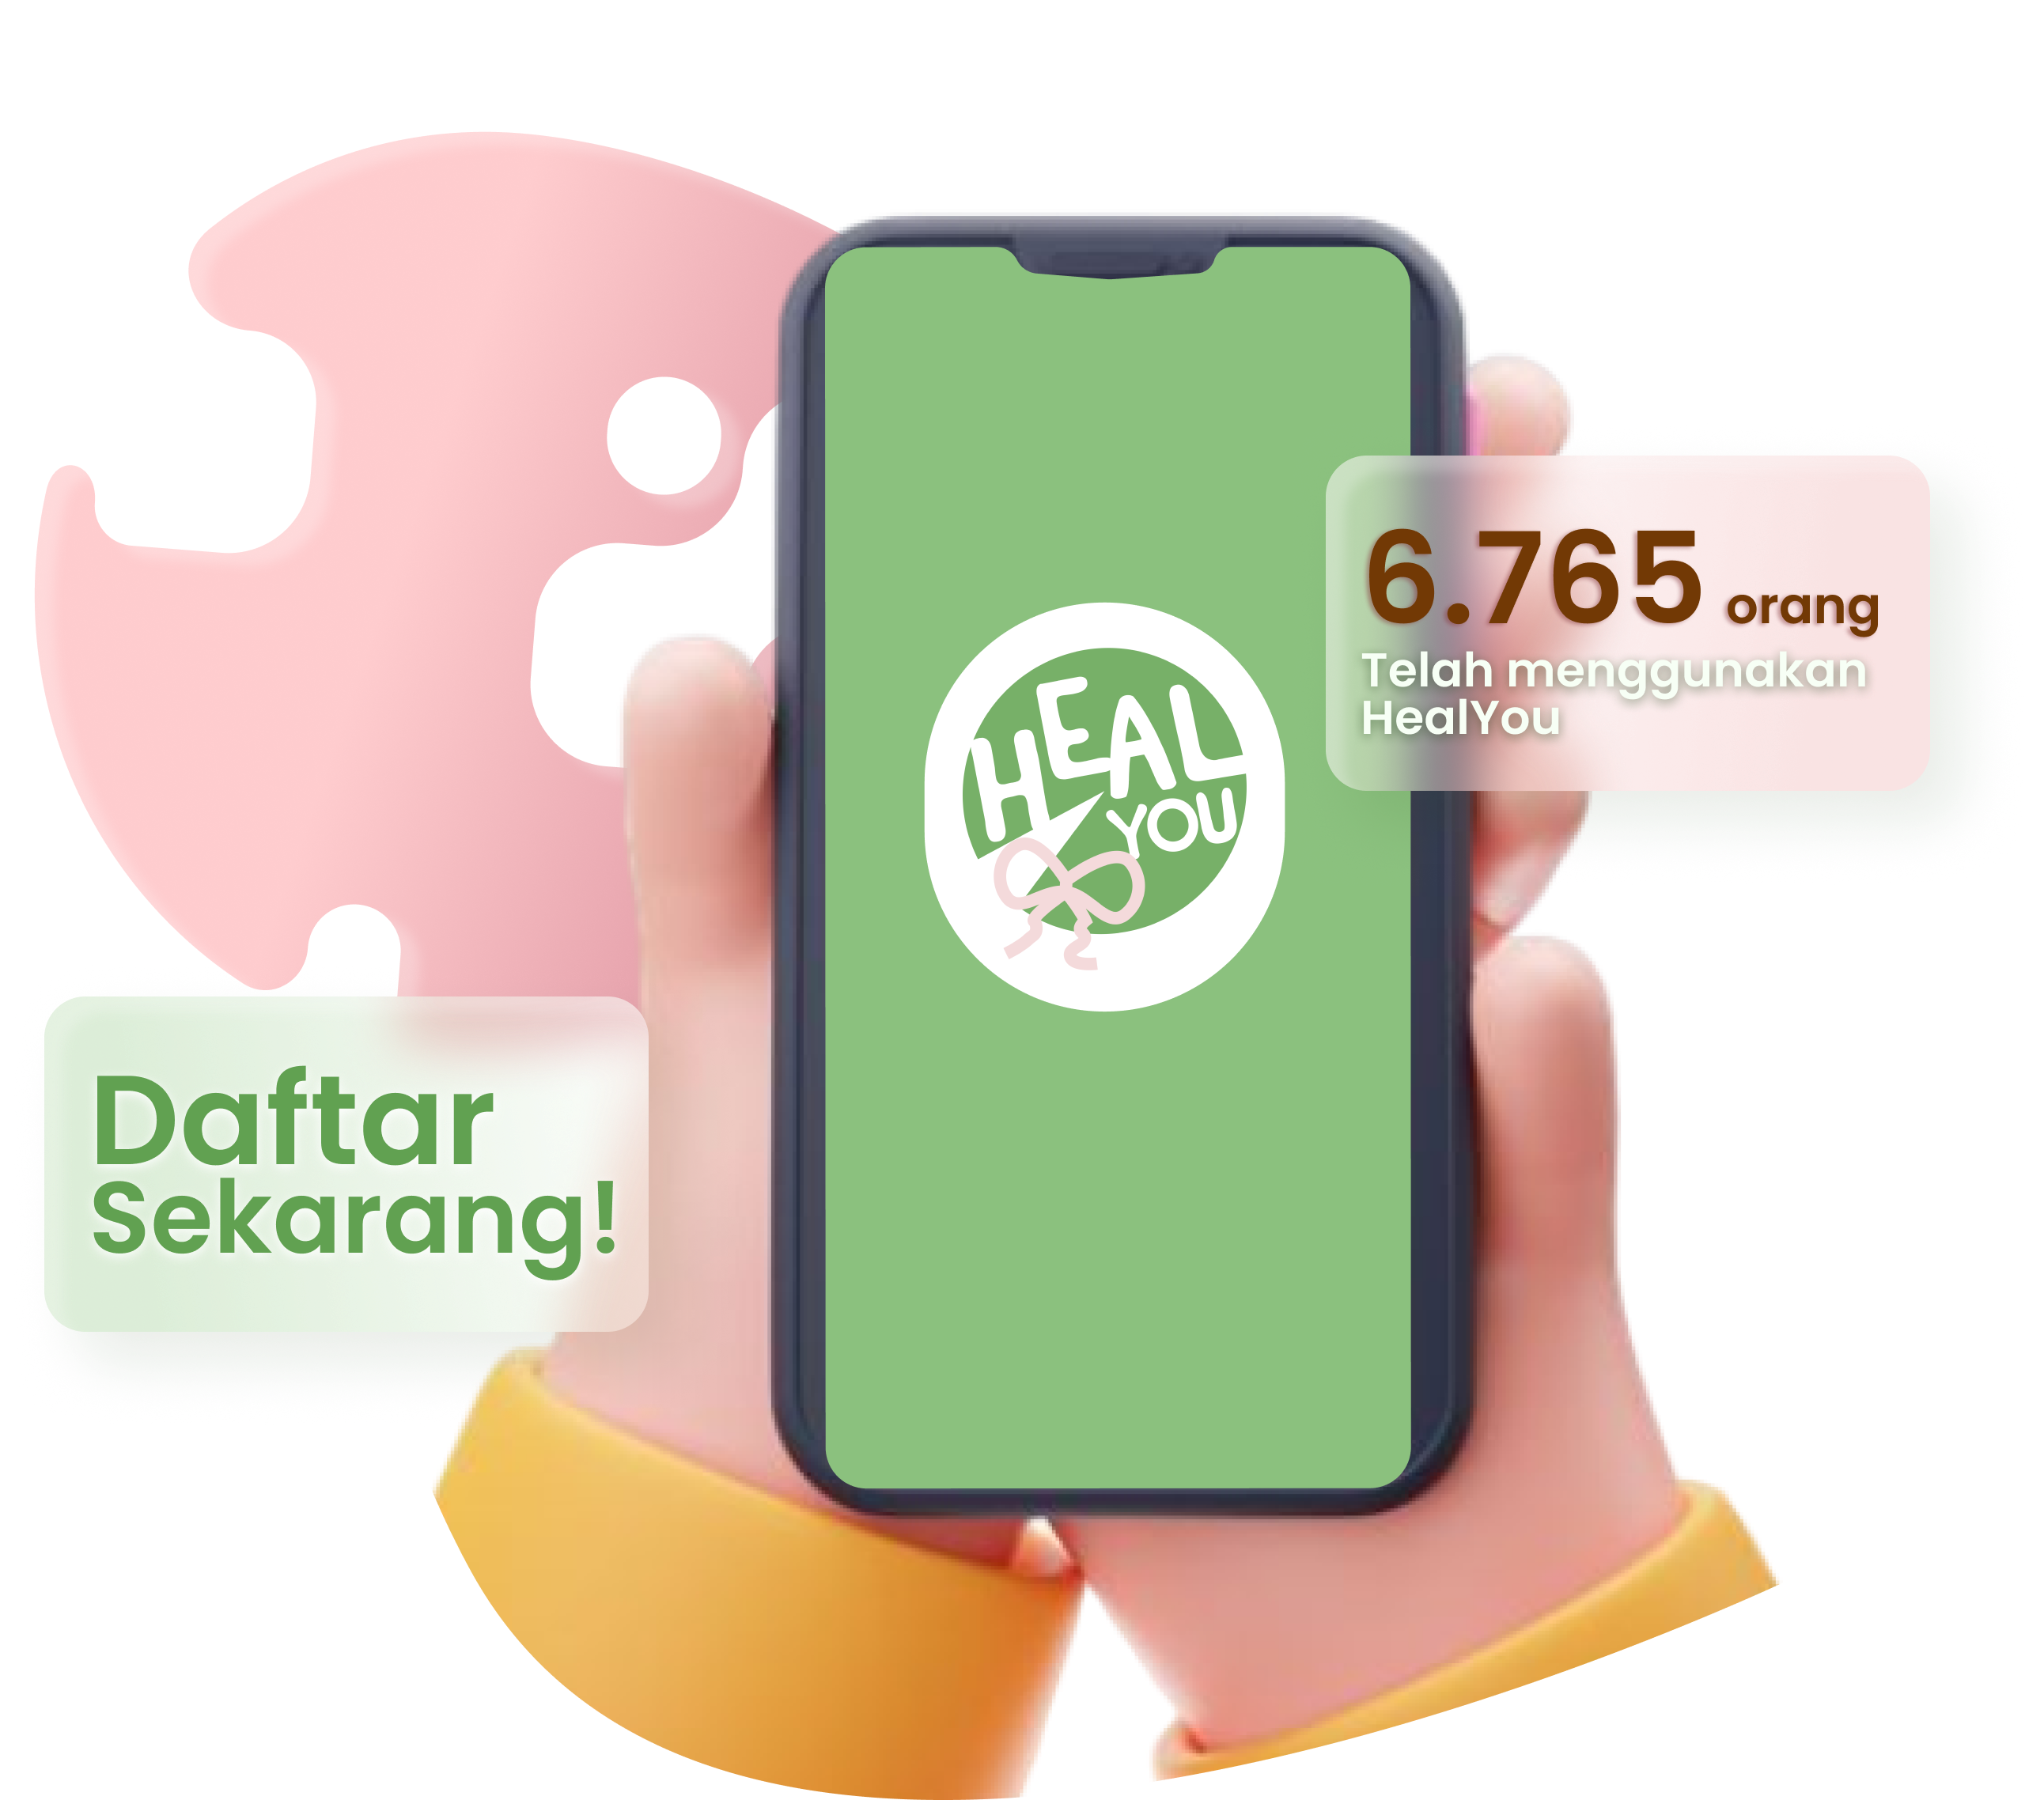 6.765 orang
Telah menggunakan
HealYou
HEAL
YOU
Daftar
Sekarang!